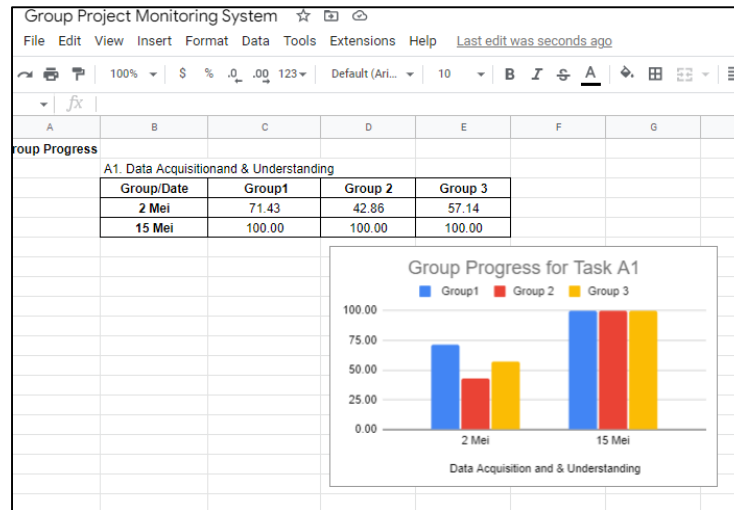 Group Project Monitoring System
File Edit View Insert Format Data Tools Extensions Help Last edit was seconds ago
100% $ % .0 .00 123 Default (Ari... 10 B I S A
fx
A B C D E F G
roup Progress
A1. Data Acquisitionand & Understanding
Group/Date Group1 Group 2 Group 3
2 Mei 71.43 42.86 57.14
15 Mei 100.00 100.00 100.00
Group Progress for Task A1
Group1 Group 2 Group 3
100.00
75.00
50.00
25.00
0.00
2 Mei 15 Mei
Data Acquisition and & Understanding